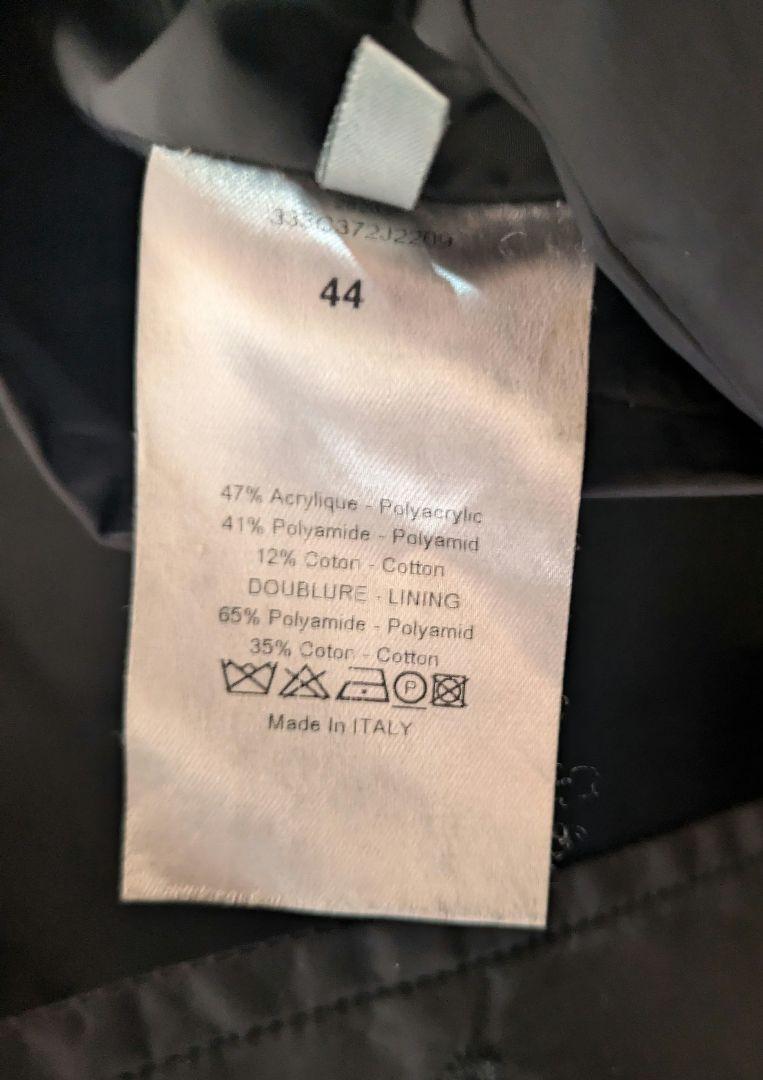 333C372J2209
44
47% Acrylique - Polyacrylic
41% Polyamide - Polyamid
12% Coton - Cotton
DOUBLURE - LINING
65% Polyamide - Polyamid
35% Coton - Cotton
P
Made In ITALY